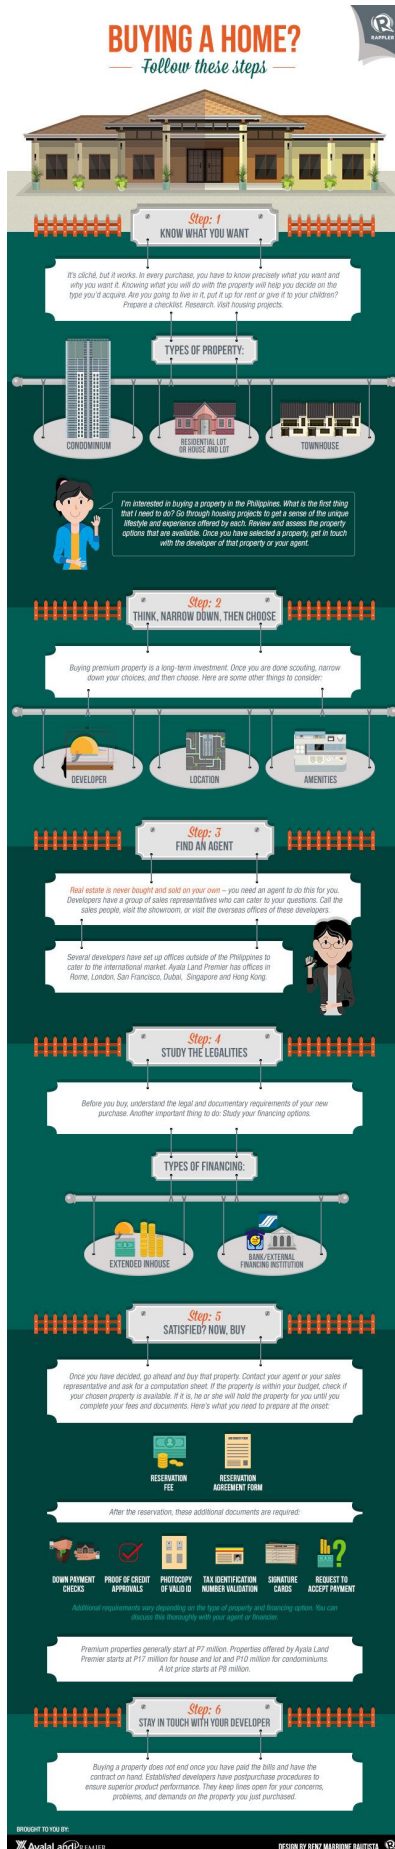 RAPPLER
BUYING A HOME?
Follow these steps
Step: 1
KNOW WHAT YOU WANT
It's cliché, but it works. In every purchase, you have to know precisely what you want and
why you want it. Knowing what you will do with the property will help you decide on the
type you'd acquire. Are you going to live in it, put it up for rent or give it to your children?
Prepare a checklist. Research. Visit housing projects.
TYPES OF PROPERTY:
CONDOMINIUM
RESIDENTIAL LOT
OR HOUSE AND LOT
TOWNHOUSE
I'm interested in buying a property in the Philippines. What is the first thing
that I need to do? Go through housing projects to get a sense of the unique
lifestyle and experience offered by each. Review and assess the property
options that are available. Once you have selected a property, get in touch
with the developer of that property or your agent.
Step: 2
THINK, NARROW DOWN, THEN CHOOSE
Buying premium property is a long-term investment. Once you are done scouting, narrow
down your choices, and then choose. Here are some other things to consider:
DEVELOPER
LOCATION
AMENITIES
Step: 3
FIND AN AGENT
Real estate is never bought and sold on your own – you need an agent to do this for you.
Developers have a group of sales representatives who can cater to your questions. Call the
sales people, visit the showroom, or visit the overseas offices of these developers.
Several developers have set up offices outside of the Philippines to
cater to the international market. Ayala Land Premier has offices in
Rome, London, San Francisco, Dubai, Singapore and Hong Kong.
Step: 4
STUDY THE LEGALITIES
Before you buy, understand the legal and documentary requirements of your new
purchase. Another important thing to do: Study your financing options.
TYPES OF FINANCING:
EXTENDED INHOUSE
BANK/EXTERNAL
FINANCING INSTITUTION
Step: 5
SATISFIED? NOW, BUY
Once you have decided, go ahead and buy that property. Contact your agent or your sales
representative and ask for a computation sheet. If the property is within your budget, check if
your chosen property is available. If it is, he or she will hold the property for you until you
complete your fees and documents. Here's what you need to prepare at the onset:
RESERVATION
FEE
RESERVATION
AGREEMENT FORM
After the reservation, these additional documents are required:
DOWN PAYMENT
CHECKS
PROOF OF CREDIT
APPROVALS
PHOTOCOPY
OF VALID ID
TAX IDENTIFICATION
NUMBER VALIDATION
SIGNATURE
CARDS
REQUEST TO
ACCEPT PAYMENT
Additional requirements vary depending on the type of property and financing option. You can
discuss this thoroughly with your agent or financier.
Premium properties generally start at P7 million. Properties offered by Ayala Land
Premier starts at P17 million for house and lot and P10 million for condominiums.
A lot price starts at P8 million.
Step: 6
STAY IN TOUCH WITH YOUR DEVELOPER
Buying a property does not end once you have paid the bills and have the
contract on hand. Established developers have postpurchase procedures to
ensure superior product performance. They keep lines open for your concerns,
problems, and demands on the property you just purchased.
BROUGHT TO YOU BY:
AyalaLand PREMIER
DESIGN BY RENZ MARRIONE BAUTISTA